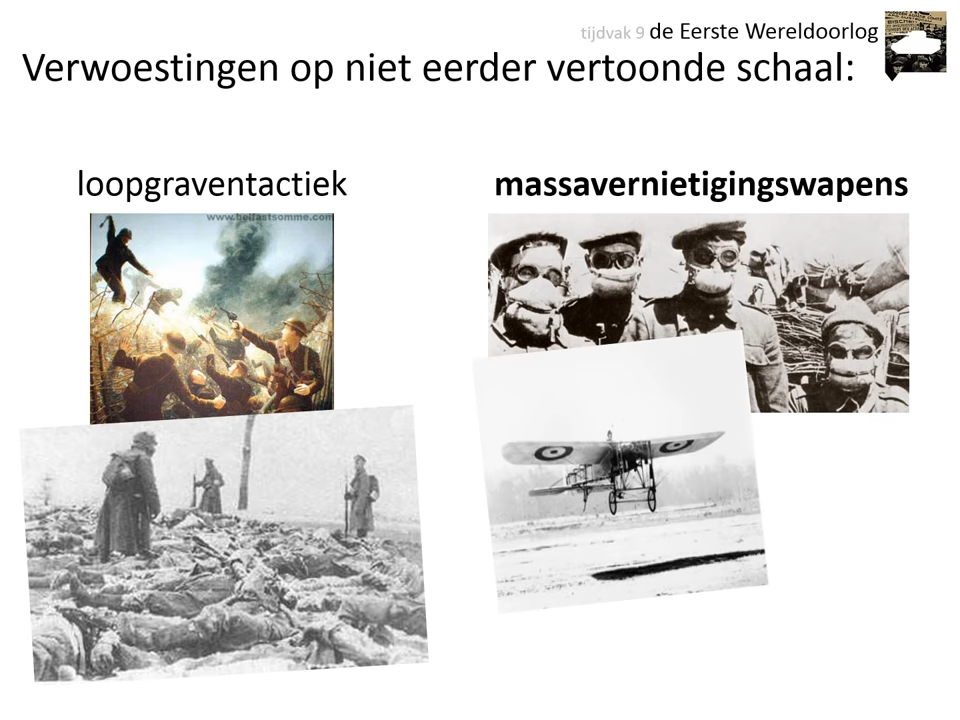 tijdvak 9 de Eerste Wereldoorlog
Verwoestingen op niet eerder vertoonde schaal:
loopgraventactiek
massavernietigingswapens
www.belfastsomme.com